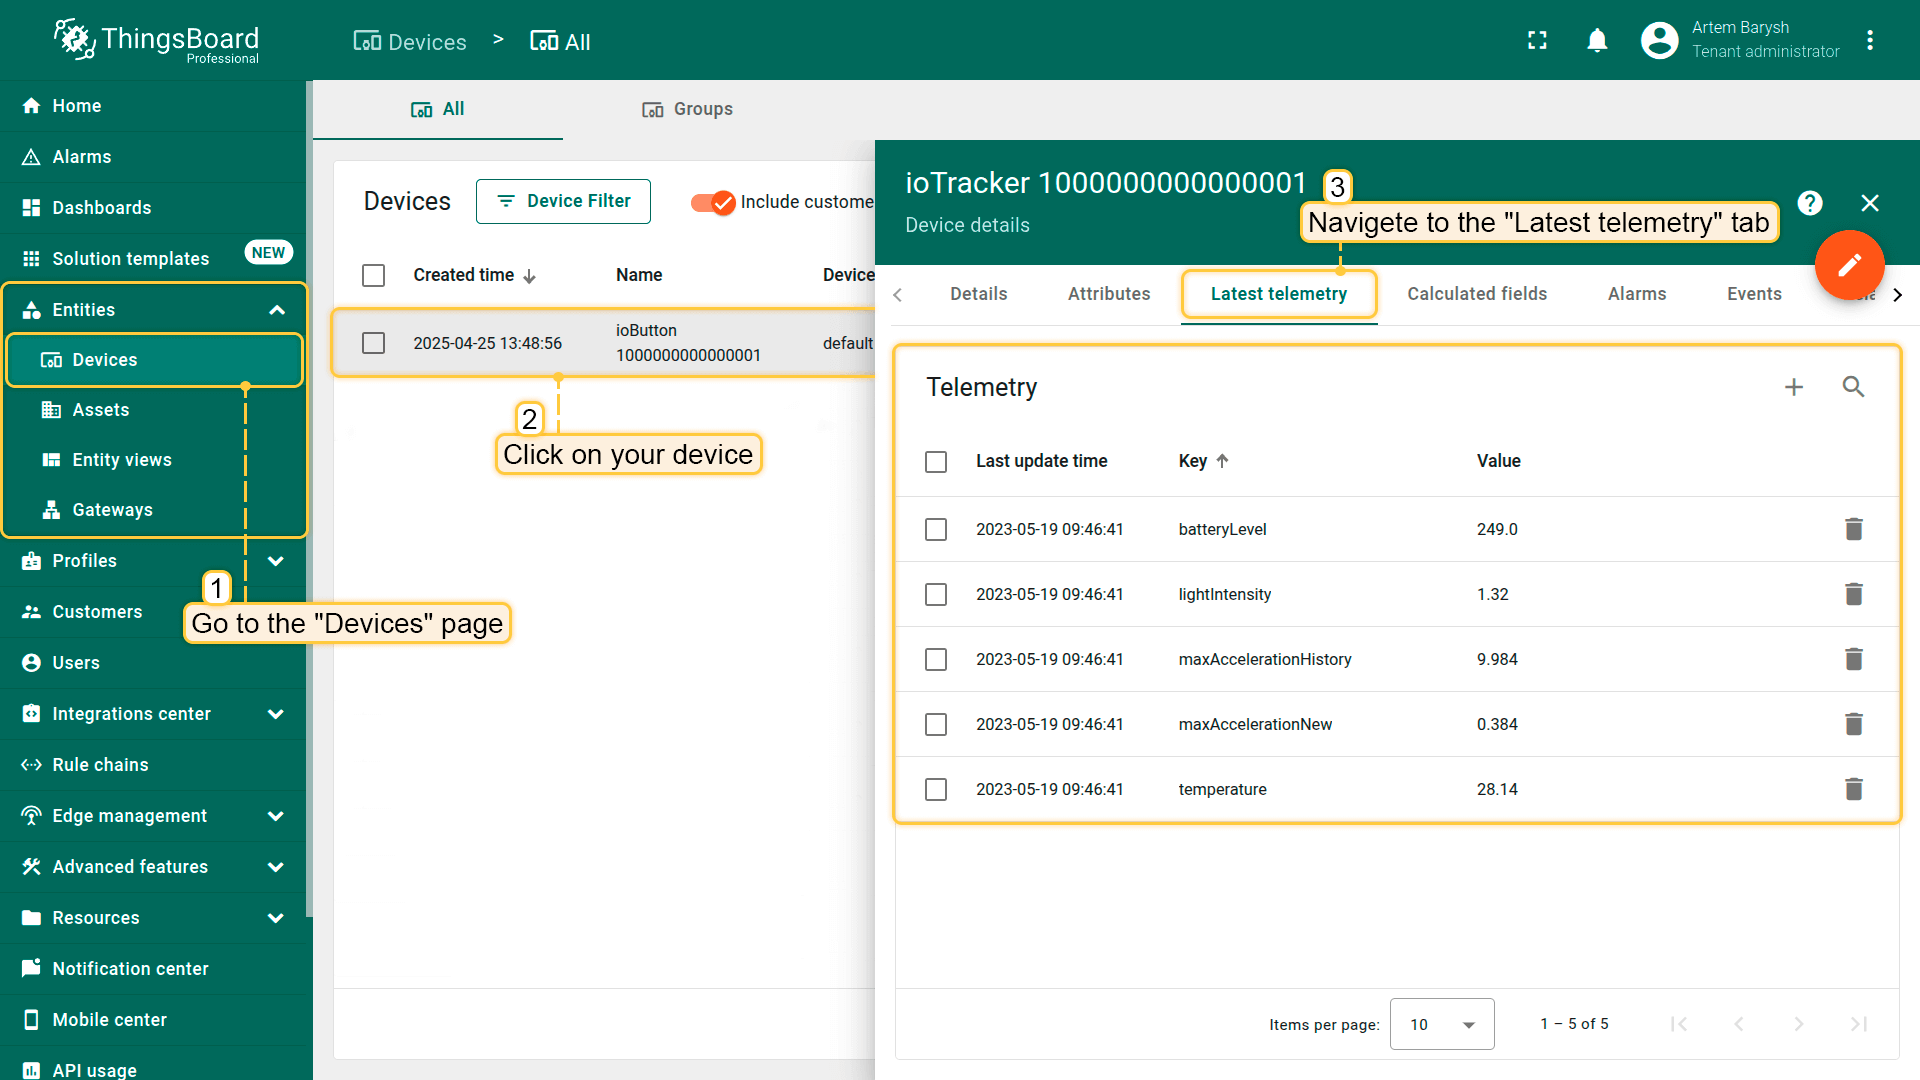 ThingsBoard
Professional
Devices > All
Artem Barysh
Tenant administrator
Home
Alarms
Dashboards
Solution templates NEW
Entities
Devices
Assets
Entity views
Gateways
Profiles
Customers
Users
Integrations center
Rule chains
Edge management
Advanced features
Resources
Notification center
Mobile center
API usage
1
Go to the "Devices" page
All Groups
Devices Device Filter Include custome
Created time Name Device
2025-04-25 13:48:56 ioButton 1000000000000001 default
2
Click on your device
ioTracker 1000000000000001
Device details
3
Navigete to the "Latest telemetry" tab
Details Attributes Latest telemetry Calculated fields Alarms Events
Telemetry
Last update time Key Value
2023-05-19 09:46:41 batteryLevel 249.0
2023-05-19 09:46:41 lightIntensity 1.32
2023-05-19 09:46:41 maxAccelerationHistory 9.984
2023-05-19 09:46:41 maxAccelerationNew 0.384
2023-05-19 09:46:41 temperature 28.14
Items per page: 10 1 – 5 of 5